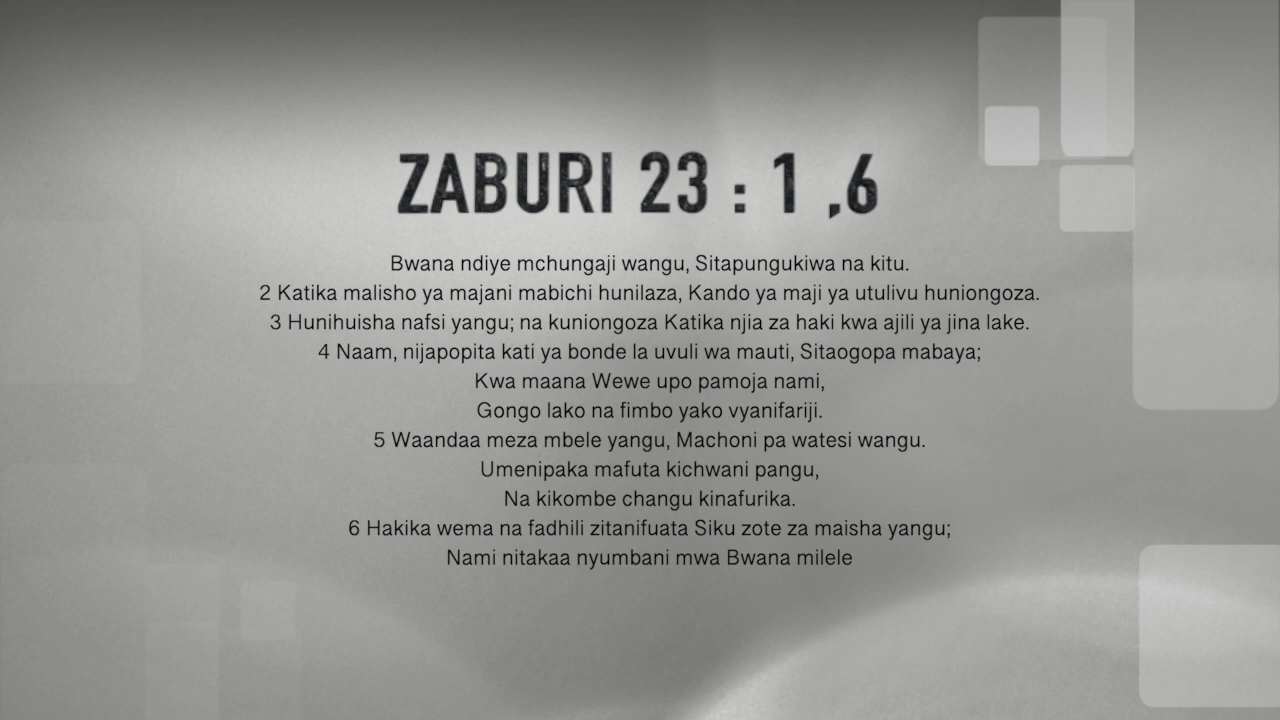 ZABURI 23 : 1 ,6
Bwana ndiye mchungaji wangu, Sitapungukiwa na kitu.
2 Katika malisho ya majani mabichi hunilaza, Kando ya maji ya utulivu huniongoza.
3 Hunihuisha nafsi yangu; na kuniongoza Katika njia za haki kwa ajili ya jina lake.
4 Naam, nijapopita kati ya bonde la uvuli wa mauti, Sitaogopa mabaya;
Kwa maana Wewe upo pamoja nami,
Gongo lako na fimbo yako vyanifariji.
5 Waandaa meza mbele yangu, Machoni pa watesi wangu.
Umenipaka mafuta kichwani pangu,
Na kikombe changu kinafurika.
6 Hakika wema na fadhili zitanifuata Siku zote za maisha yangu;
Nami nitakaa nyumbani mwa Bwana milele